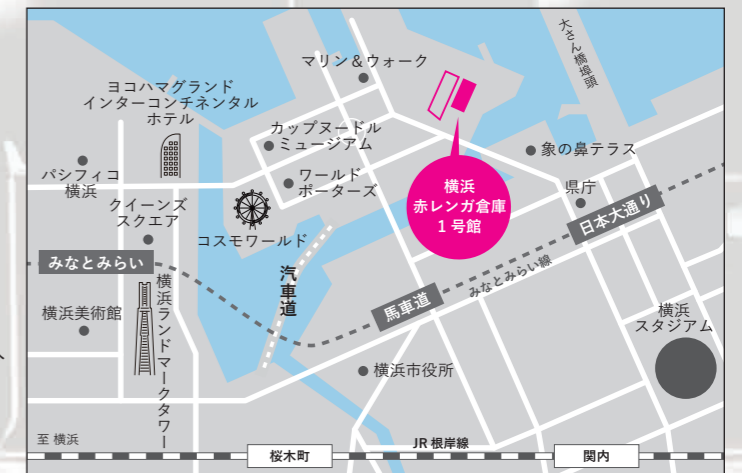 大さん橋埠頭
マリン＆ウォーク
ヨコハマグランド
インターコンチネンタル
ホテル
カップヌードル
ミュージアム
象の鼻テラス
パシフィコ
横浜
ワールド
ポーターズ
横浜
赤レンガ倉庫
1号館
県庁
クイーンズ
スクエア
日本大通り
コスモワールド
みなとみらい
汽車道
みなとみらい線
馬車道
横浜美術館
横浜ランドマークタワー
横浜
スタジアム
横浜市役所
至 横浜
桜木町
JR 根岸線
関内